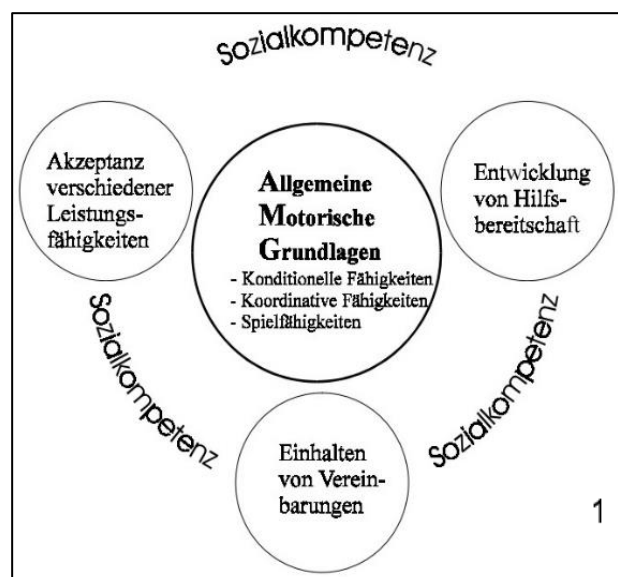 Sozialkompetenz
Akzeptanz
verschiedener
Leistungs-
fähigkeiten
Allgemeine
Motorische
Grundlagen
- Konditionelle Fähigkeiten
- Koordinative Fähigkeiten
- Spielfähigkeiten
Entwicklung
von Hilfs-
bereitschaft
Sozialkompetenz
Sozialkompetenz
Einhalten
von Verein-
barungen
1